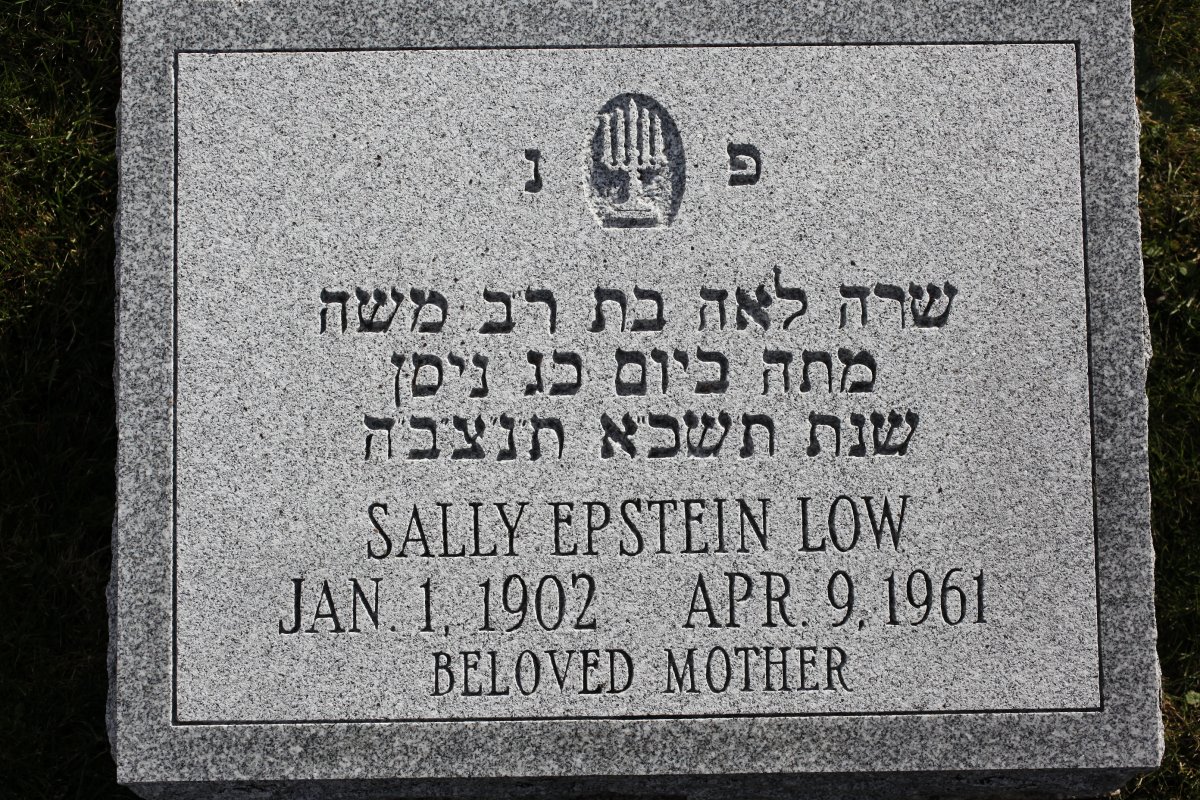 פ נ
שרה לאה בת ר׳ב משה
מתה ביום כג ניסן
שנת תשכ״א ת׳נ׳צ׳ב׳ה
SALLY EPSTEIN LOW
JAN. 1, 1902 APR. 9, 1961
BELOVED MOTHER